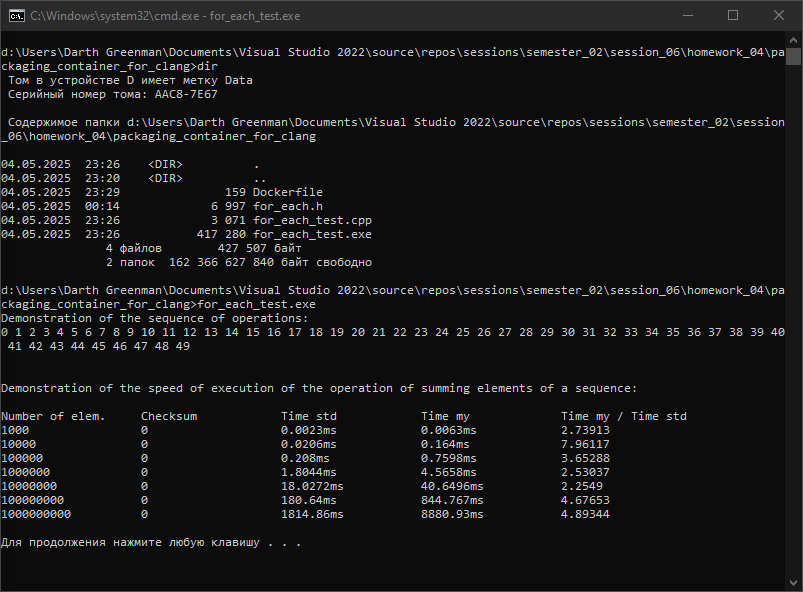 C:\Windows\system32\cmd.exe - for_each_test.exe
d:\Users\Darth Greenman\Documents\Visual Studio 2022\source\repos\sessions\semester_02\session_06\homework_04\pa
ckaging_container_for_clang>dir
Том в устройстве D имеет метку Data
Серийный номер тома: AAC8-7E67
Содержимое папки d:\Users\Darth Greenman\Documents\Visual Studio 2022\source\repos\sessions\semester_02\session
_06\homework_04\packaging_container_for_clang
04.05.2025  23:26    <DIR>          .
04.05.2025  23:20    <DIR>          ..
04.05.2025  23:29               159 Dockerfile
04.05.2025  00:14             6 997 for_each.h
04.05.2025  23:26             3 071 for_each_test.cpp
04.05.2025  23:26           417 280 for_each_test.exe
4 файлов        427 507 байт
2 папок  162 366 627 840 байт свободно
d:\Users\Darth Greenman\Documents\Visual Studio 2022\source\repos\sessions\semester_02\session_06\homework_04\pa
ckaging_container_for_clang>for_each_test.exe
Demonstration of the sequence of operations:
0 1 2 3 4 5 6 7 8 9 10 11 12 13 14 15 16 17 18 19 20 21 22 23 24 25 26 27 28 29 30 31 32 33 34 35 36 37 38 39 40
41 42 43 44 45 46 47 48 49
Demonstration of the speed of execution of the operation of summing elements of a sequence:
Number of elem.     Checksum            Time std            Time my             Time my / Time std
1000                0                   0.0023ms            0.0063ms            2.73913
10000               0                   0.0206ms            0.164ms             7.96117
100000              0                   0.208ms             0.7598ms            3.65288
1000000             0                   1.8044ms            4.5658ms            2.53037
10000000            0                   18.0272ms           40.6496ms           2.2549
100000000           0                   180.64ms            844.767ms           4.67653
1000000000          0                   1814.86ms           8880.93ms           4.89344
Для продолжения нажмите любую клавишу . . .